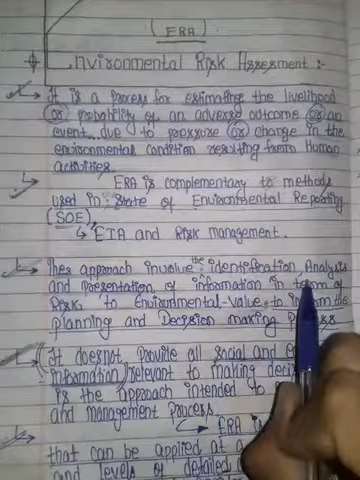 (ERA)
Environmental Risk Assesment :-
It is a process for estimating the livelihood
or probability of an adverse outcome or an
event due to pressure or change in the
environmental condition resulting from Human
activities.
ERA is complementary to methods
used in State of Environmental Reporting
(SOE),
EIA and Risk management.
Thes approach involve the identification, Analysis
and presentation of information in term of
Risk to Environmental-Value to inform the
planning and Decision making Process
It doesnot Provide all social and
information relevant to making
is the approach intended to
and management Process.
ERA
that can be applied at a
and levels of detailed